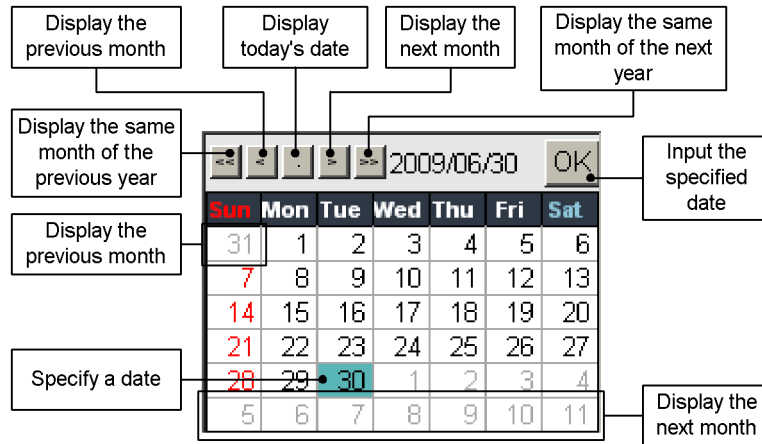 Display the
previous month
Display
today's date
Display the
next month
Display the same
month of the next
year
Display the same
month of the
previous year
<< < . > >> 2009/06/30 OK
Input the
specified
date
Sun Mon Tue Wed Thu Fri Sat
Display the
previous month
31 1 2 3 4 5 6
7 8 9 10 11 12 13
14 15 16 17 18 19 20
21 22 23 24 25 26 27
Specify a date
28 29 30 1 2 3 4
5 6 7 8 9 10 11
Display the
next month